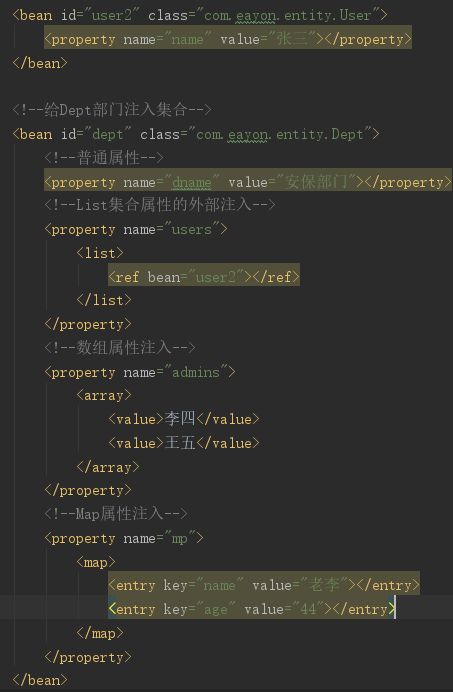 <bean id="user2" class="com.eayon.entity.User">
    <property name="name" value="张三"></property>
</bean>

<!--给Dept部门注入集合-->
<bean id="dept" class="com.eayon.entity.Dept">
    <!--普通属性-->
    <property name="dname" value="安保部门"></property>
    <!--List集合属性的外部注入-->
    <property name="users">
        <list>
            <ref bean="user2"></ref>
        </list>
    </property>
    <!--数组属性注入-->
    <property name="admins">
        <array>
            <value>李四</value>
            <value>王五</value>
        </array>
    </property>
    <!--Map属性注入-->
    <property name="mp">
        <map>
            <entry key="name" value="老李"></entry>
            <entry key="age" value="44"></entry>
        </map>
    </property>
</bean>